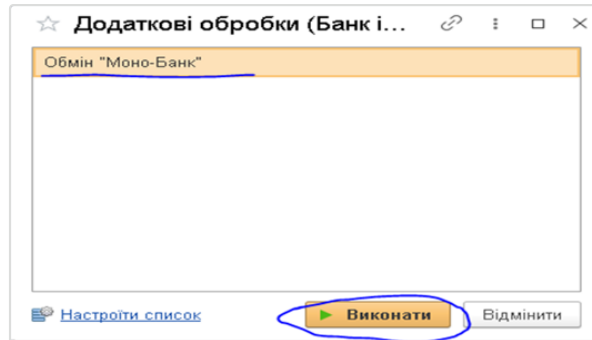 Додаткові обробки (Банк і...
Обмін "Моно-Банк"
Настроїти список
Виконати
Відмінити